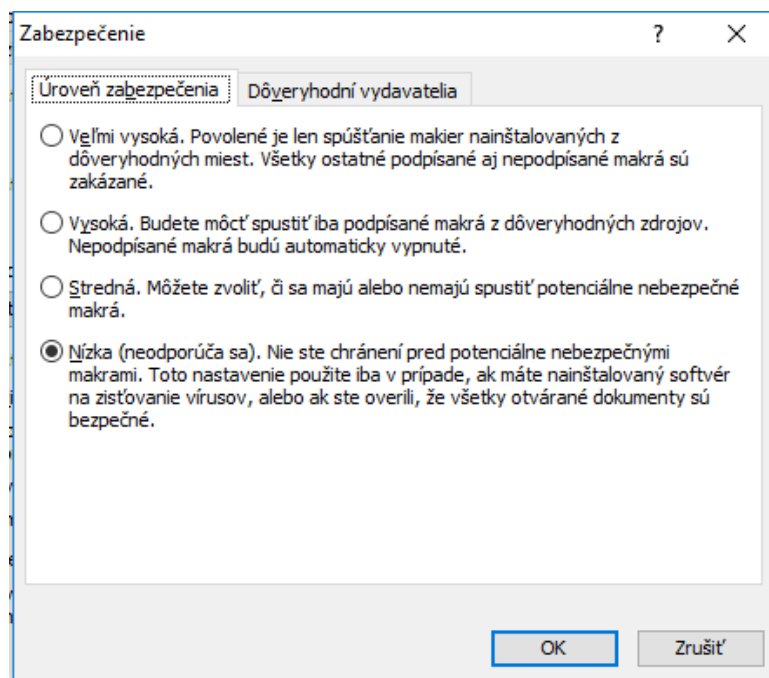 Zabezpečenie
Úroveň zabezpečenia
Dôveryhodní vydavatelia
Veľmi vysoká. Povolené je len spúšťanie makier nainštalovaných z
dôveryhodných miest. Všetky ostatné podpísané aj nepodpísané makrá sú
zakázané.
Vysoká. Budete môcť spustiť iba podpísané makrá z dôveryhodných zdrojov.
Nepodpísané makrá budú automaticky vypnuté.
Stredná. Môžete zvoliť, či sa majú alebo nemajú spustiť potenciálne nebezpečné
makrá.
Nízka (neodporúča sa). Nie ste chránení pred potenciálne nebezpečnými
makrami. Toto nastavenie použite iba v prípade, ak máte nainštalovaný softvér
na zisťovanie vírusov, alebo ak ste overili, že všetky otvárané dokumenty sú
bezpečné.
OK
Zrušiť